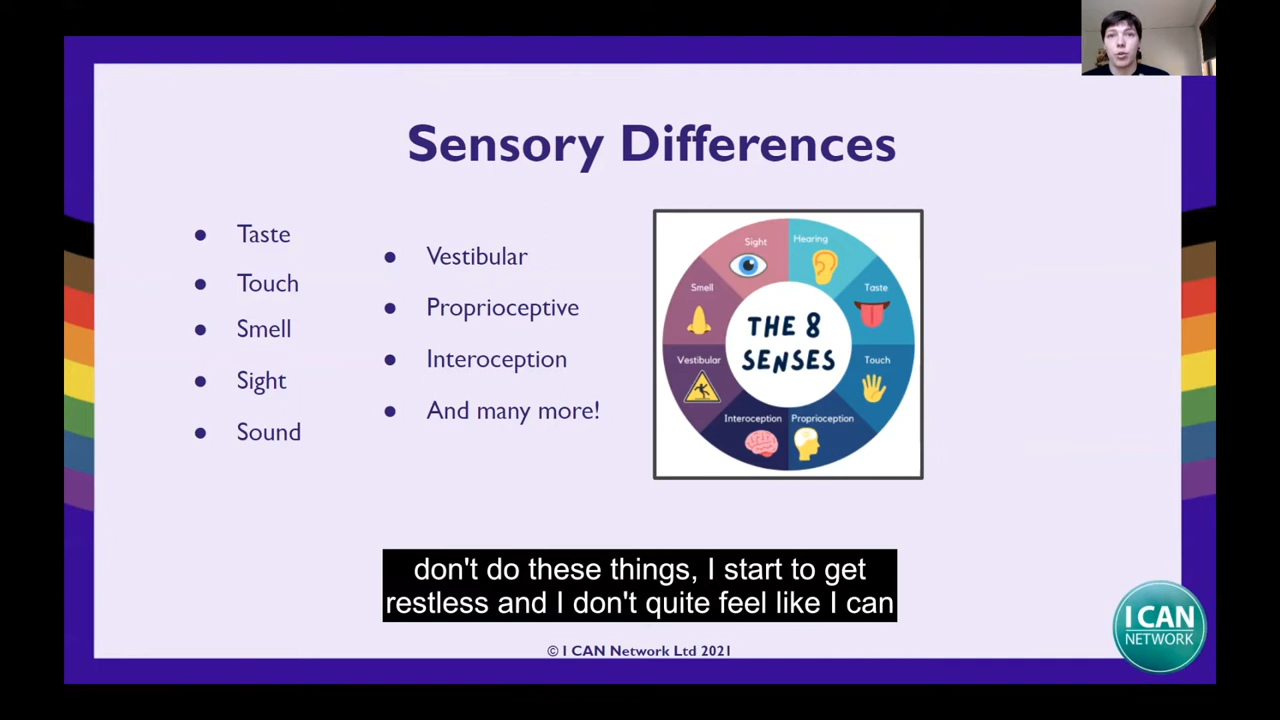 Sensory Differences
Taste
Touch
Smell
Sight
Sound
Vestibular
Proprioceptive
Interoception
And many more!
Sight
Hearing
Smell
Taste
THE 8
SENSES
Vestibular
Touch
Interoception
Proprioception
don't do these things, I start to get
restless and I don't quite feel like I can
© I CAN Network Ltd 2021
I CAN
NETWORK